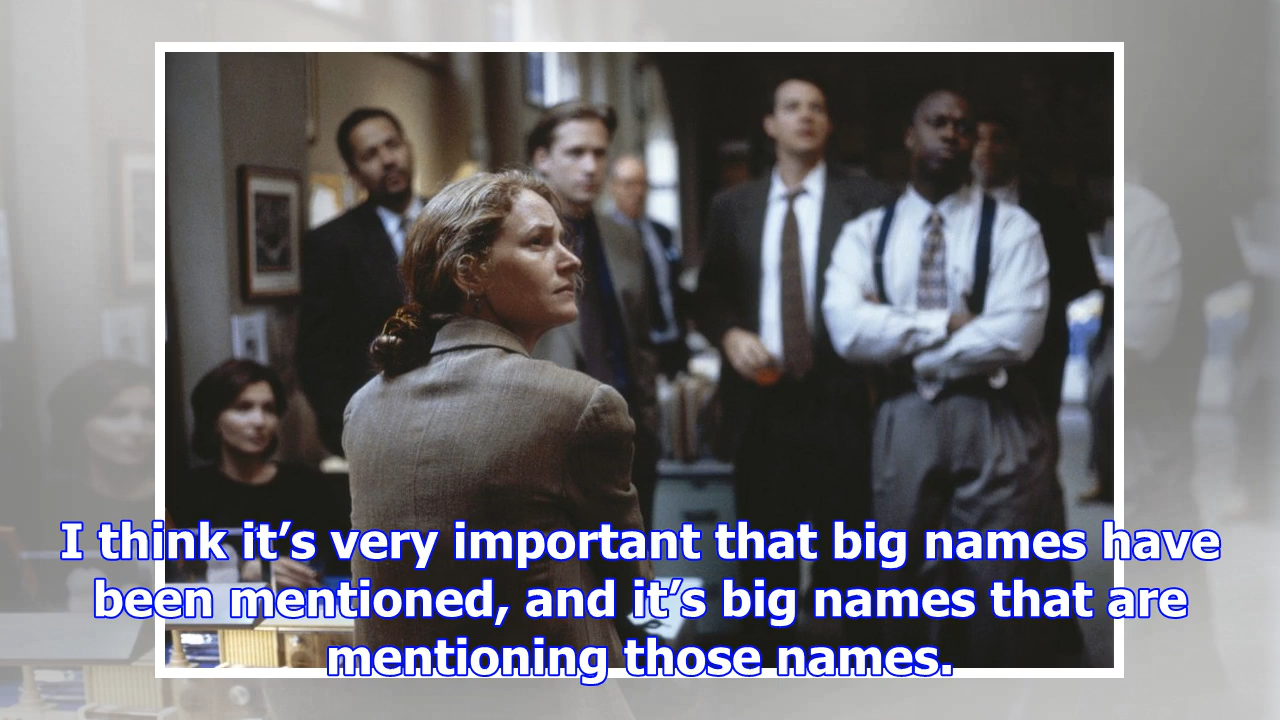 I think it’s very important that big names have
been mentioned, and it’s big names that are
mentioning those names.